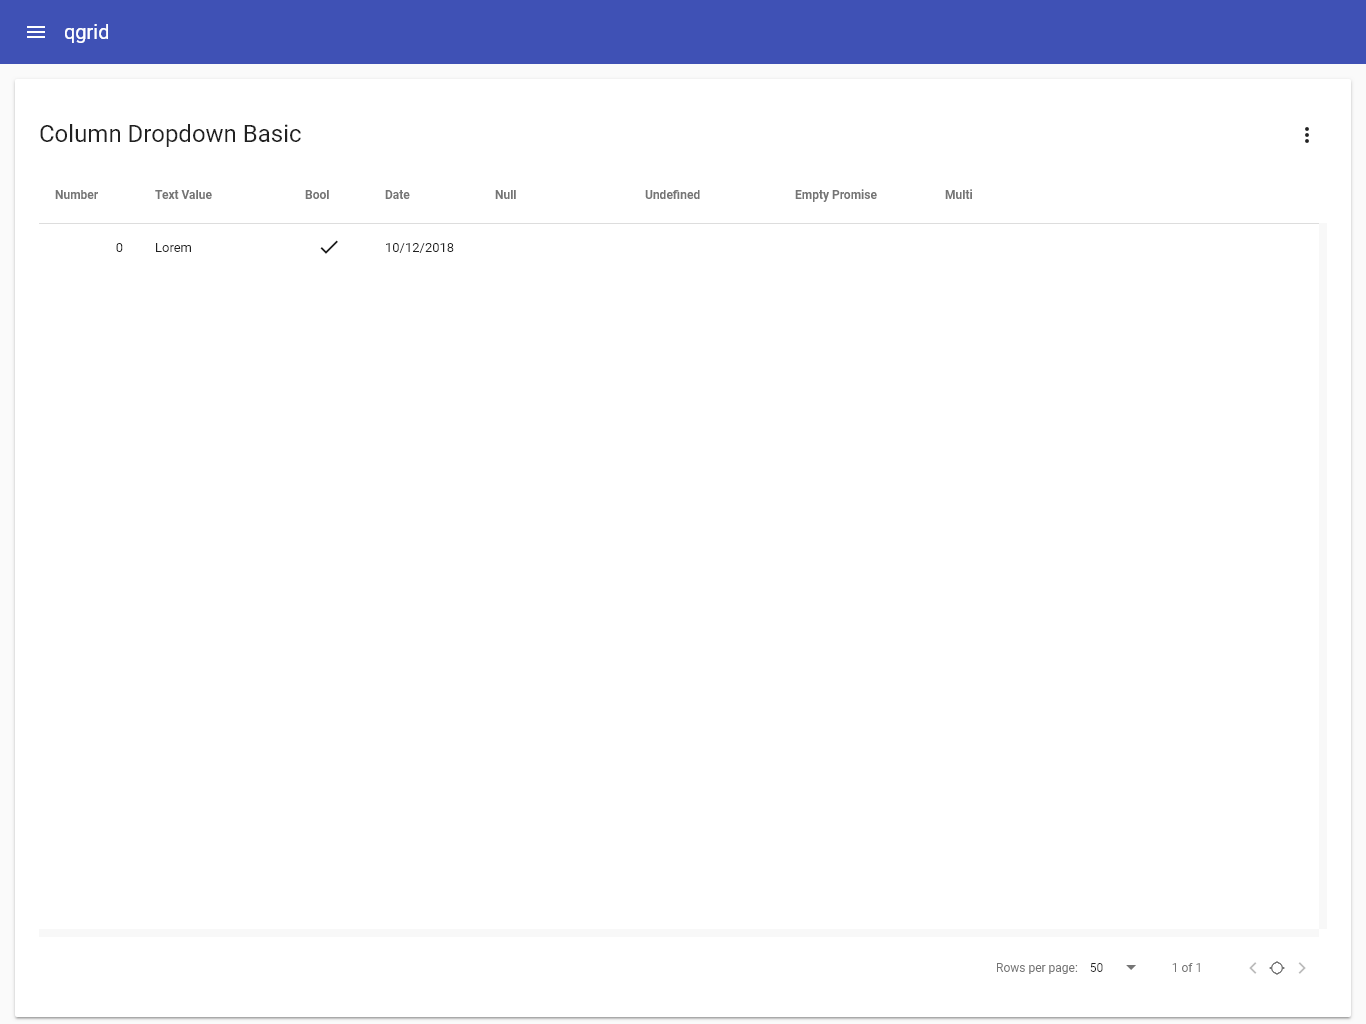 qgrid
Column Dropdown Basic
Number Text Value Bool Date Null Undefined Empty Promise Multi
0 Lorem 10/12/2018
Rows per page: 50 1 of 1